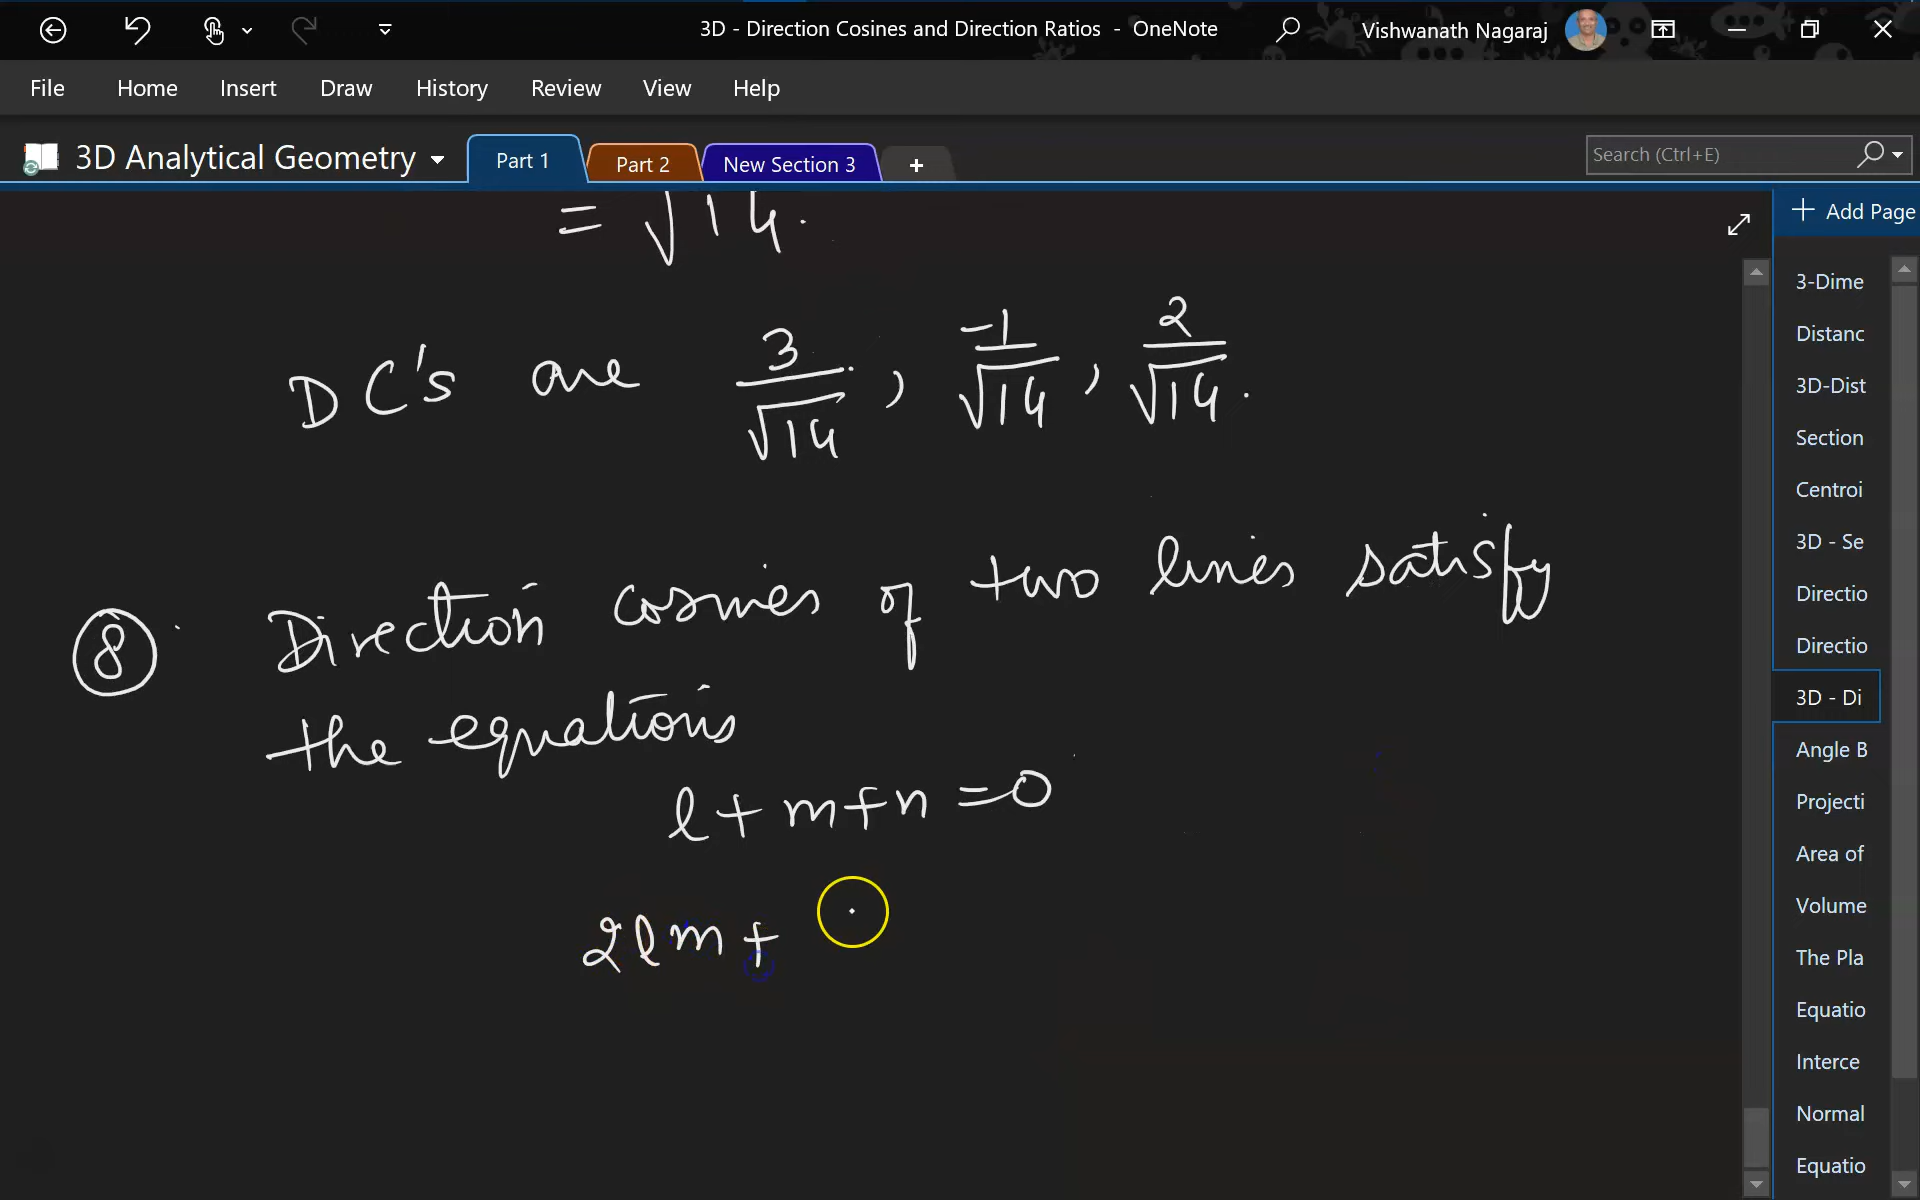 3D - Direction Cosines and Direction Ratios - OneNote
Vishwanath Nagaraj
File Home Insert Draw History Review View Help
3D Analytical Geometry Part 1 Part 2 New Section 3 +
Search (Ctrl+E)
+ Add Page
= √14.
DC's are 3/√14, -1/√14, 2/√14.
⑧. Direction cosines of two lines satisfy
the equations
l + m + n = 0
2lm +
3-Dime
Distanc
3D-Dist
Section
Centroi
3D - Se
Directio
Directio
3D - Di
Angle B
Projecti
Area of
Volume
The Pla
Equatio
Interce
Normal
Equatio